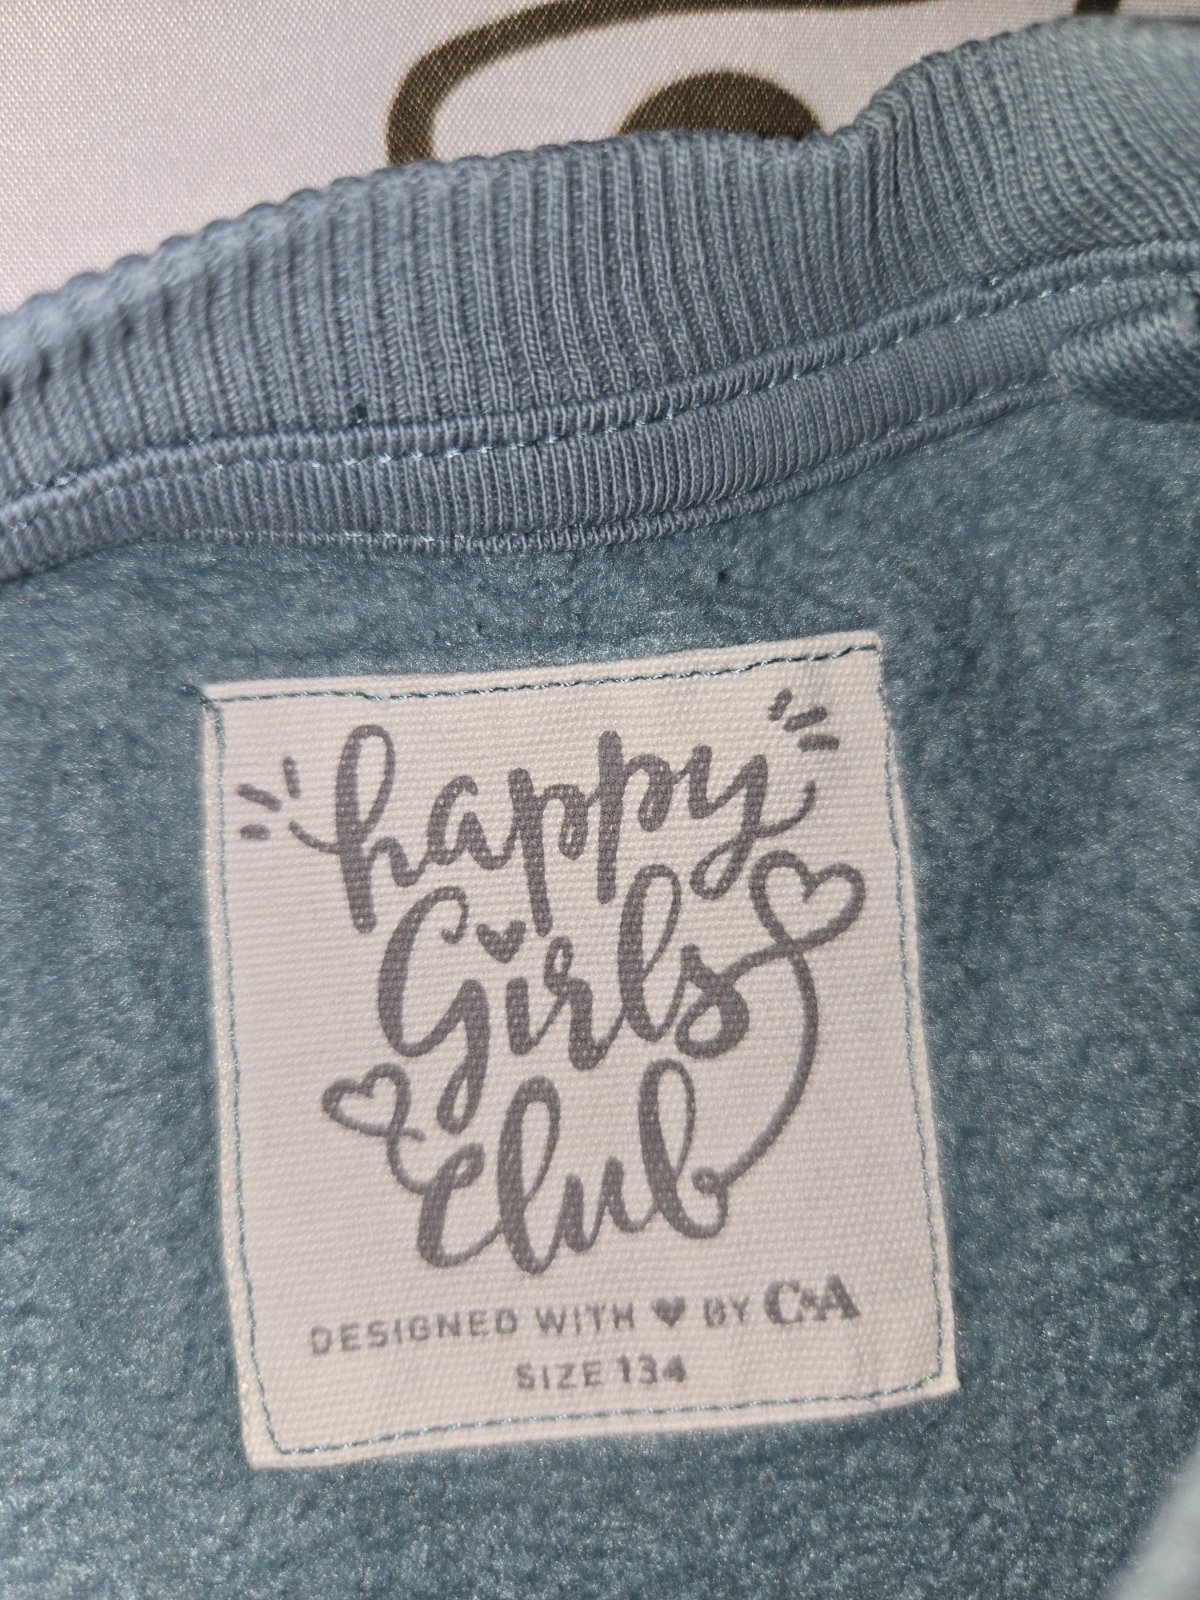 happy
Girls
Club
DESIGNED WITH ♥ BY C&A
SIZE 134